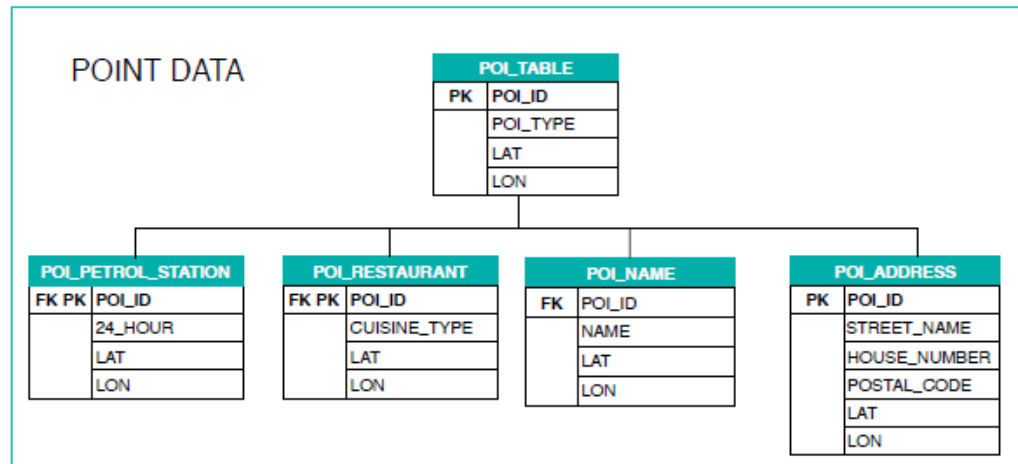 POINT DATA
POI_TABLE
PK POI_ID
POI_TYPE
LAT
LON
POI_PETROL_STATION
FK PK POI_ID
24_HOUR
LAT
LON
POI_RESTAURANT
FK PK POI_ID
CUISINE_TYPE
LAT
LON
POI_NAME
FK POI_ID
NAME
LAT
LON
POI_ADDRESS
PK POI_ID
STREET_NAME
HOUSE_NUMBER
POSTAL_CODE
LAT
LON